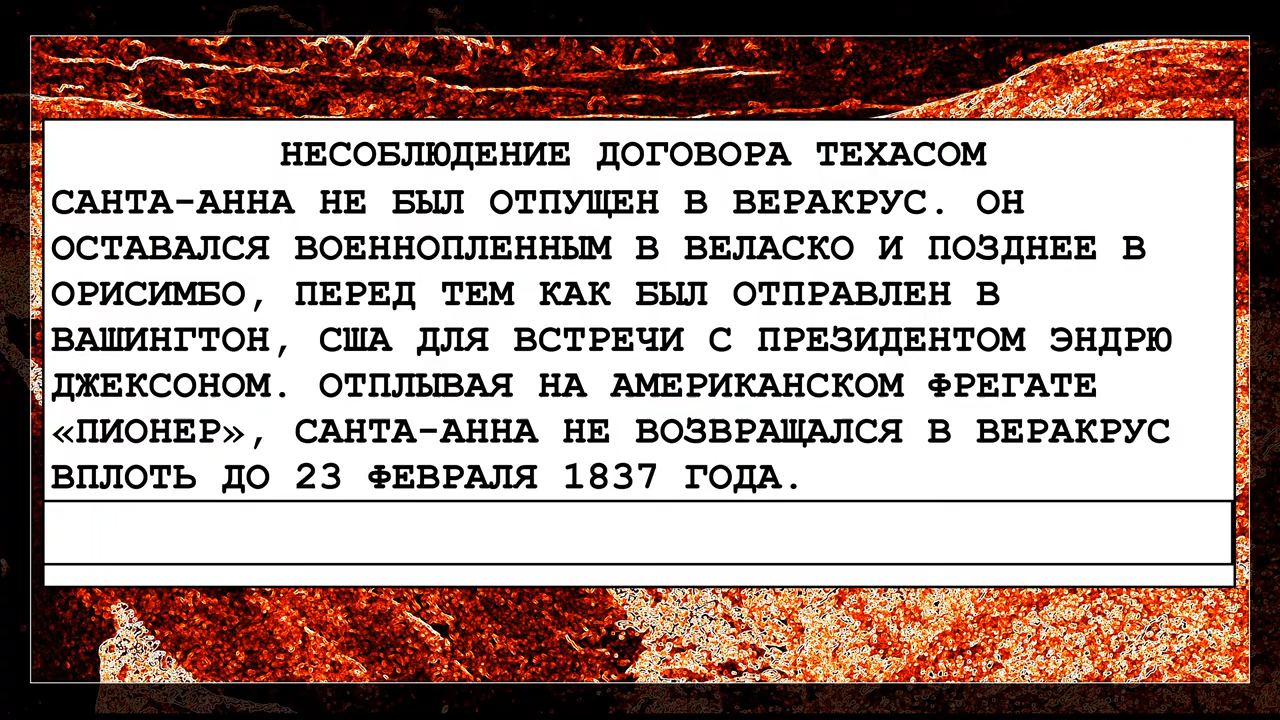 НЕСОБЛЮДЕНИЕ ДОГОВОРА ТЕХАСОМ
САНТА-АННА НЕ БЫЛ ОТПУЩЕН В ВЕРАКРУС. ОН
ОСТАВАЛСЯ ВОЕННОПЛЕННЫМ В ВЕЛАСКО И ПОЗДНЕЕ В
ОРИСИМБО, ПЕРЕД ТЕМ КАК БЫЛ ОТПРАВЛЕН В
ВАШИНГТОН, США ДЛЯ ВСТРЕЧИ С ПРЕЗИДЕНТОМ ЭНДРЮ
ДЖЕКСОНОМ. ОТПЛЫВАЯ НА АМЕРИКАНСКОМ ФРЕГАТЕ
«ПИОНЕР», САНТА-АННА НЕ ВОЗВРАЩАЛСЯ В ВЕРАКРУС
ВПЛОТЬ ДО 23 ФЕВРАЛЯ 1837 ГОДА.